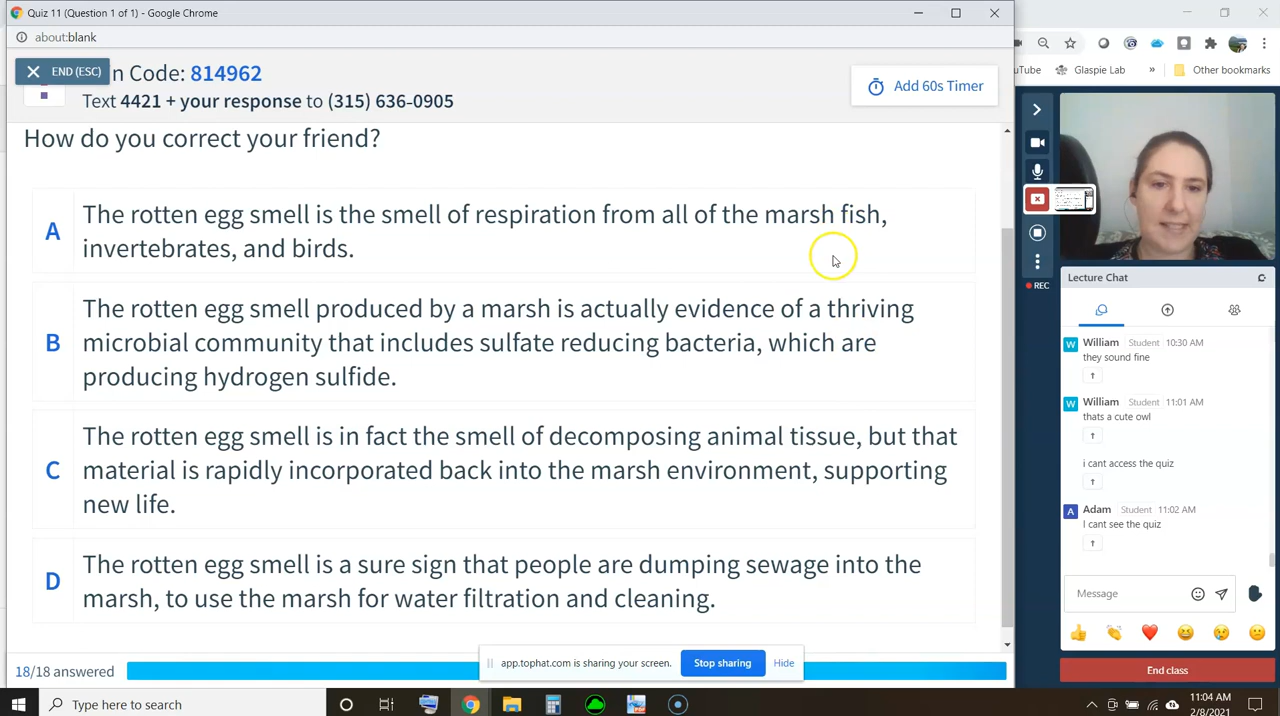 Quiz 11 (Question 1 of 1) - Google Chrome
about:blank
END (ESC)
n Code: 814962
Text 4421 + your response to (315) 636-0905
Add 60s Timer
How do you correct your friend?
A
The rotten egg smell is the smell of respiration from all of the marsh fish,
invertebrates, and birds.
B
The rotten egg smell produced by a marsh is actually evidence of a thriving
microbial community that includes sulfate reducing bacteria, which are
producing hydrogen sulfide.
C
The rotten egg smell is in fact the smell of decomposing animal tissue, but that
material is rapidly incorporated back into the marsh environment, supporting
new life.
D
The rotten egg smell is a sure sign that people are dumping sewage into the
marsh, to use the marsh for water filtration and cleaning.
18/18 answered
app.tophat.com is sharing your screen.
Stop sharing
Hide
uTube
Glaspie Lab
»
Other bookmarks
REC
Lecture Chat
W
William Student 10:30 AM
they sound fine
W
William Student 11:01 AM
thats a cute owl
i cant access the quiz
A
Adam Student 11:02 AM
I cant see the quiz
Message
End class
Type here to search
11:04 AM
2/8/2021